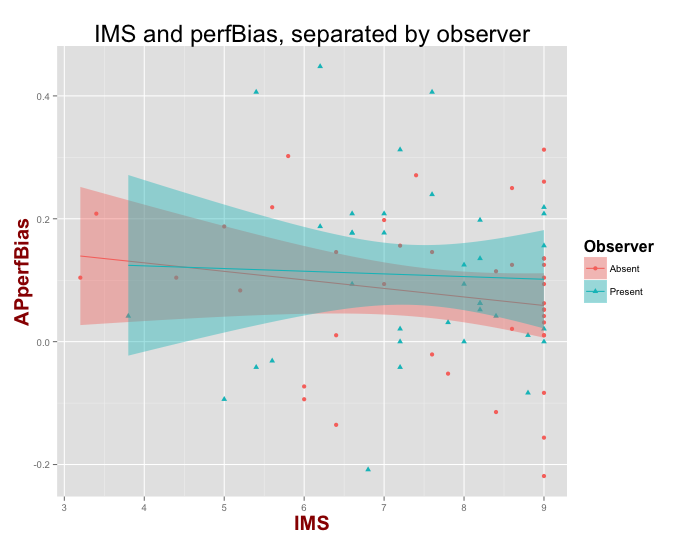 IMS and perfBias, separated by observer
APperfBias
0.4
0.2
0.0
-0.2
3 4 5 6 7 8 9
IMS
Observer
Absent
Present